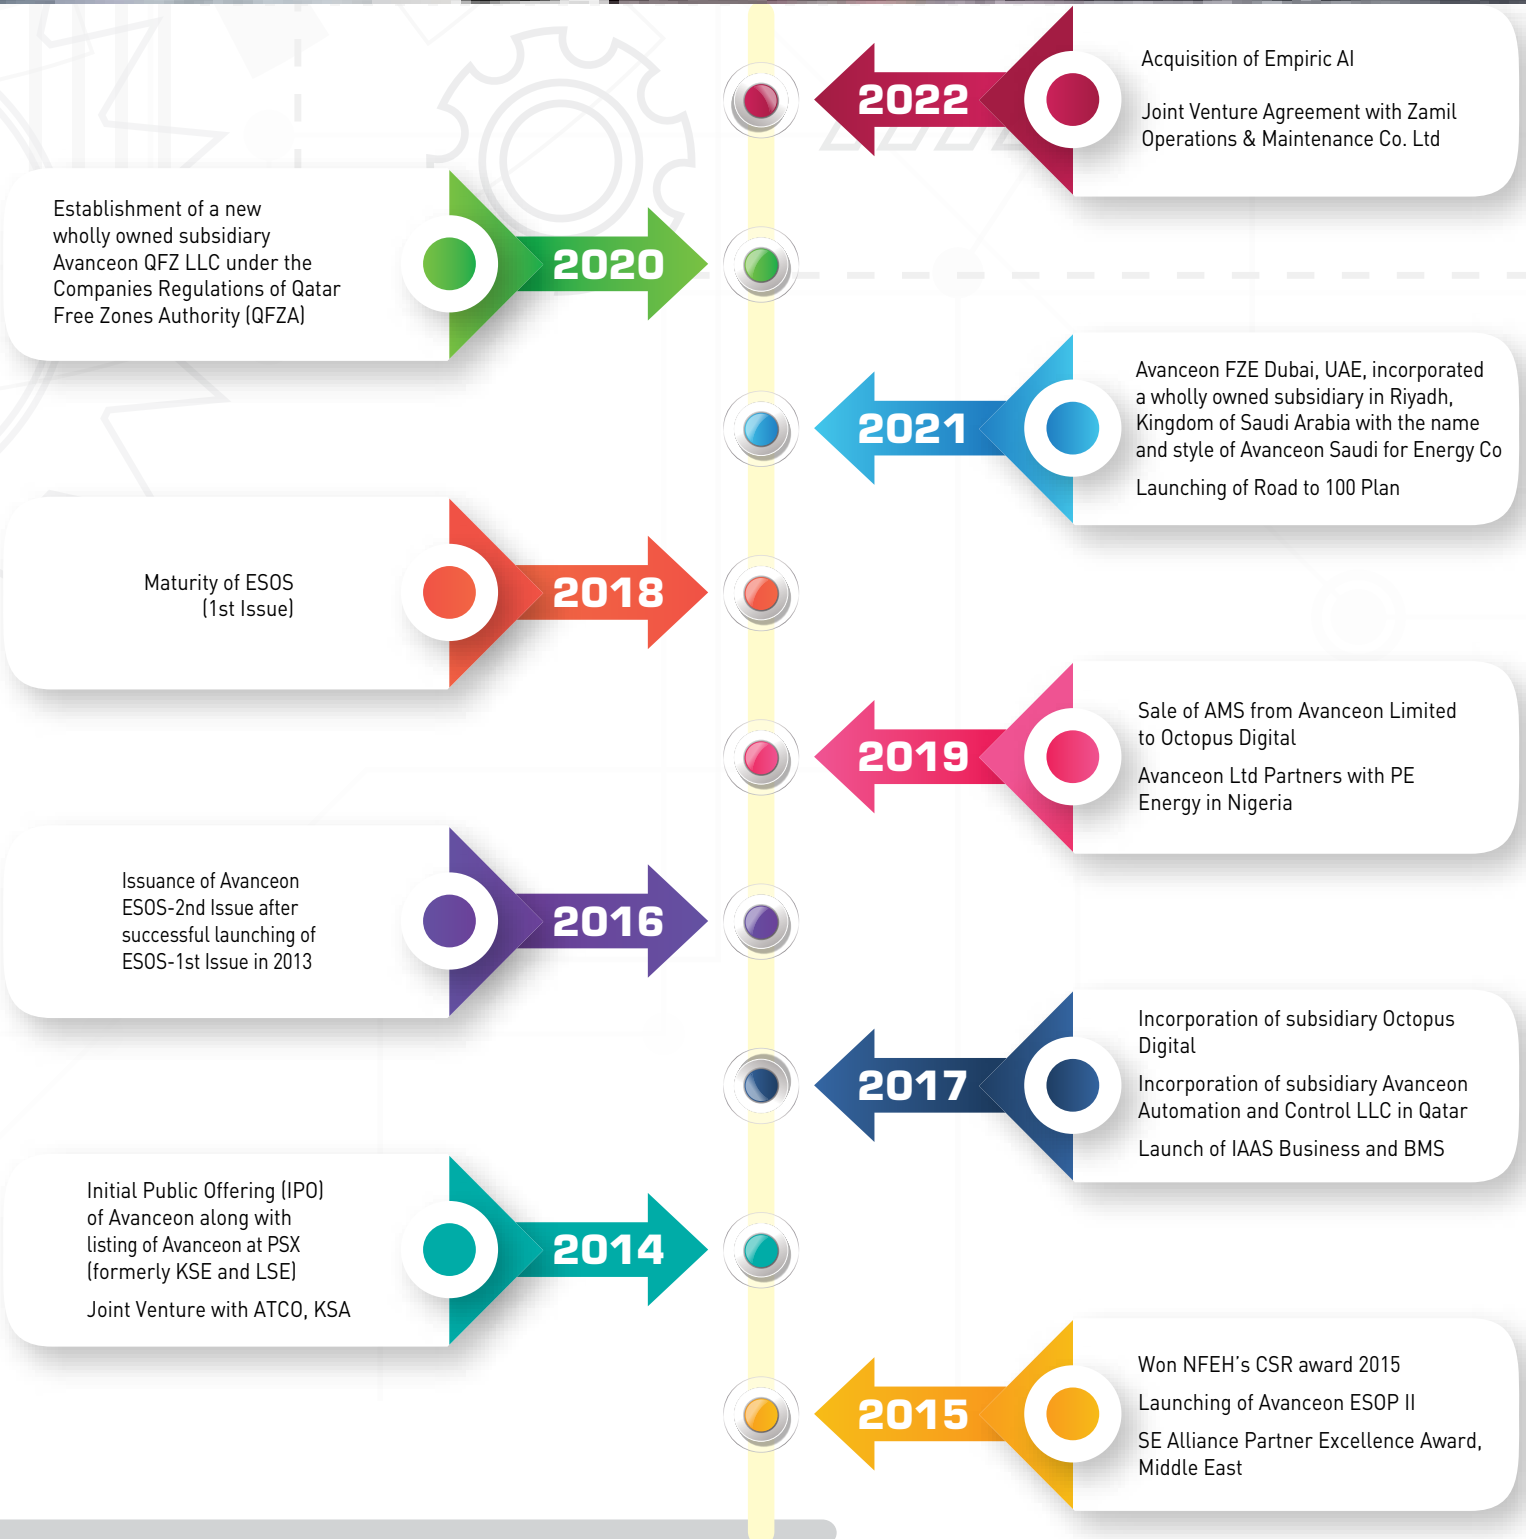 2022
Acquisition of Empiric AI
Joint Venture Agreement with Zamil
Operations & Maintenance Co. Ltd
Establishment of a new
wholly owned subsidiary
Avanceon QFZ LLC under the
Companies Regulations of Qatar
Free Zones Authority (QFZA)
2020
2021
Avanceon FZE Dubai, UAE, incorporated
a wholly owned subsidiary in Riyadh,
Kingdom of Saudi Arabia with the name
and style of Avanceon Saudi for Energy Co
Launching of Road to 100 Plan
Maturity of ESOS
(1st Issue)
2018
2019
Sale of AMS from Avanceon Limited
to Octopus Digital
Avanceon Ltd Partners with PE
Energy in Nigeria
Issuance of Avanceon
ESOS-2nd Issue after
successful launching of
ESOS-1st Issue in 2013
2016
2017
Incorporation of subsidiary Octopus
Digital
Incorporation of subsidiary Avanceon
Automation and Control LLC in Qatar
Launch of IAAS Business and BMS
Initial Public Offering (IPO)
of Avanceon along with
listing of Avanceon at PSX
(formerly KSE and LSE)
Joint Venture with ATCO, KSA
2014
2015
Won NFEH's CSR award 2015
Launching of Avanceon ESOP II
SE Alliance Partner Excellence Award,
Middle East